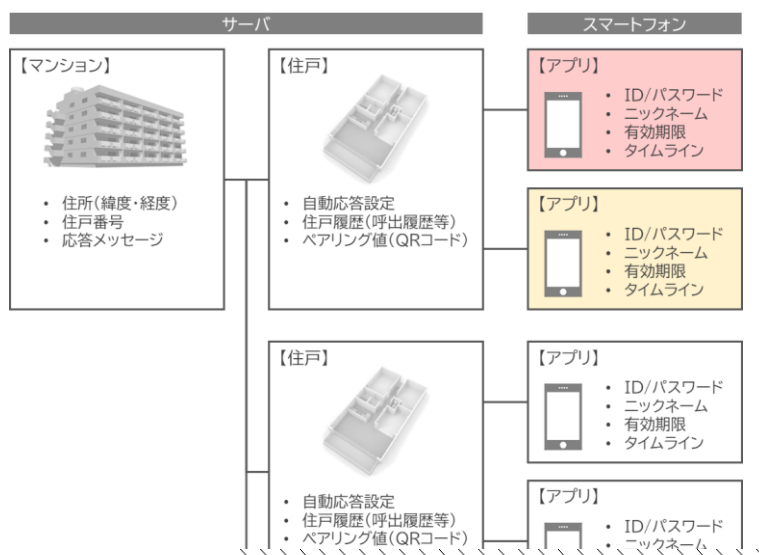 サーバ
スマートフォン
【マンション】
・ 住所(緯度・経度)
・ 住戸番号
・ 応答メッセージ
【住戸】
・ 自動応答設定
・ 住戸履歴(呼出履歴等)
・ ペアリング値(QRコード)
【アプリ】
・ ID/パスワード
・ ニックネーム
・ 有効期限
・ タイムライン
【アプリ】
・ ID/パスワード
・ ニックネーム
・ 有効期限
・ タイムライン
【住戸】
・ 自動応答設定
・ 住戸履歴(呼出履歴等)
・ ペアリング値(QRコード)
【アプリ】
・ ID/パスワード
・ ニックネーム
・ 有効期限
・ タイムライン
【アプリ】
・ ID/パスワード
・ ニックネーム